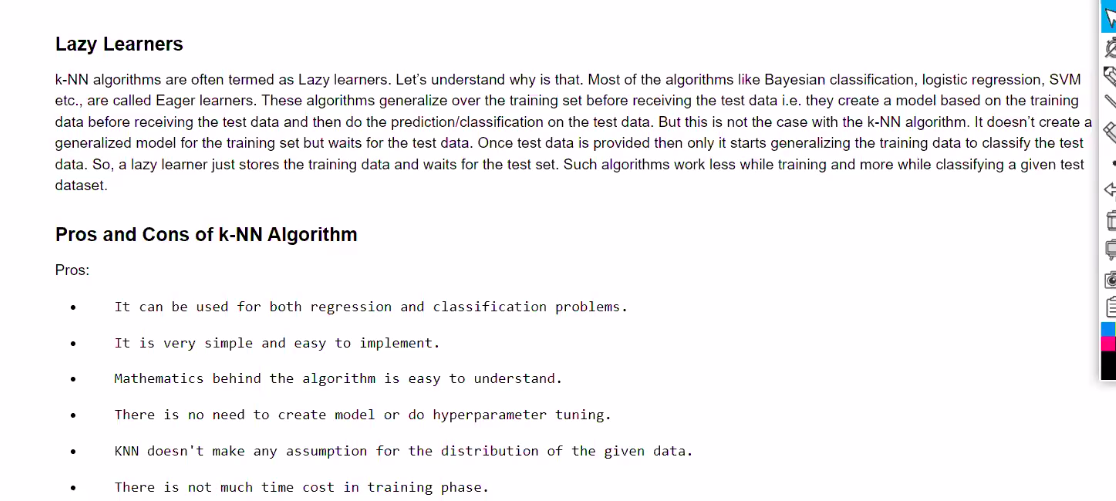 Lazy Learners
k-NN algorithms are often termed as Lazy learners. Let's understand why is that. Most of the algorithms like Bayesian classification, logistic regression, SVM
etc., are called Eager learners. These algorithms generalize over the training set before receiving the test data i.e. they create a model based on the training
data before receiving the test data and then do the prediction/classification on the test data. But this is not the case with the k-NN algorithm. It doesn't create a
generalized model for the training set but waits for the test data. Once test data is provided then only it starts generalizing the training data to classify the test
data. So, a lazy learner just stores the training data and waits for the test set. Such algorithms work less while training and more while classifying a given test
dataset.
Pros and Cons of k-NN Algorithm
Pros:
• It can be used for both regression and classification problems.
• It is very simple and easy to implement.
• Mathematics behind the algorithm is easy to understand.
• There is no need to create model or do hyperparameter tuning.
• KNN doesn't make any assumption for the distribution of the given data.
• There is not much time cost in training phase.